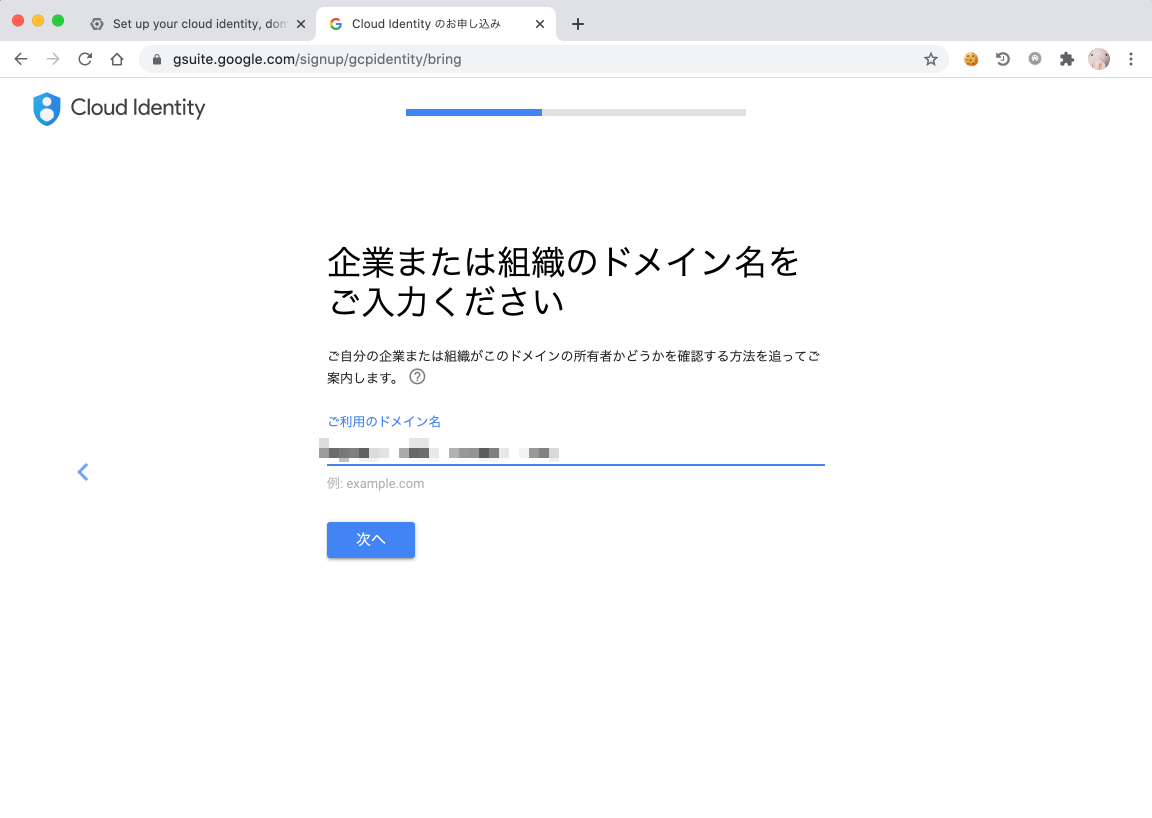 Set up your cloud identity, dom
Cloud Identity のお申し込み
gsuite.google.com/signup/gcpidentity/bring
Cloud Identity
企業または組織のドメイン名を
ご入力ください
ご自分の企業または組織がこのドメインの所有者かどうかを確認する方法を追ってご
案内します。
ご利用のドメイン名
例: example.com
次へ